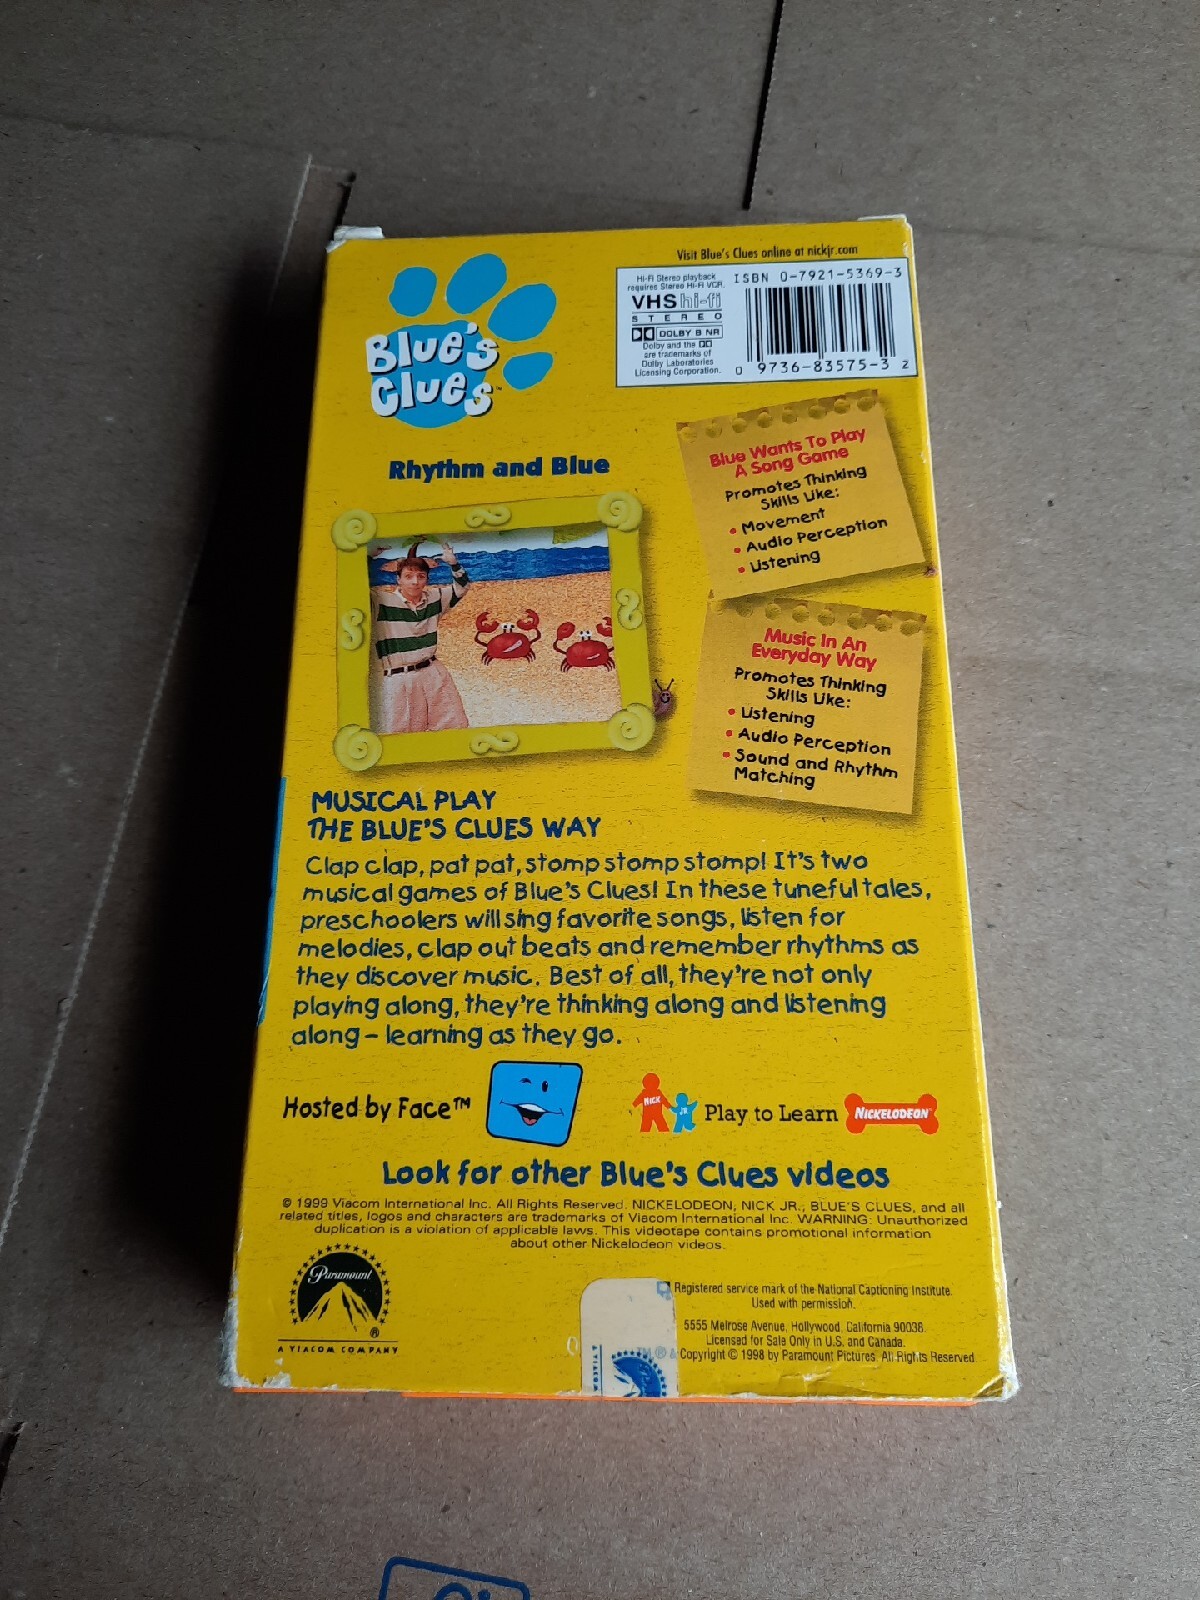 Visit Blue's Clues online at nickjr.com
Hi-Fi Stereo playback
requires Stereo Hi-Fi VCR.
VHS hi-fi
STEREO
DOLBY B NR
Dolby and the
are trademarks of
Dolby Laboratories
Licensing Corporation.
ISBN 0-7921-5369-3
0 9736-83575-3 2
Blue's
Clues™
Rhythm and Blue
Blue Wants To Play
A Song Game
Promotes Thinking
Skills Like:
• Movement
• Audio Perception
• Listening
Music In An
Everyday Way
Promotes Thinking
Skills Like:
• Listening
• Audio Perception
• Sound and Rhythm
Matching
MUSICAL PLAY
THE BLUE'S CLUES WAY
Clap clap, pat pat, stomp stomp stomp! It's two
musical games of Blue's Clues! In these tuneful tales,
preschoolers will sing favorite songs, listen for
melodies, clap out beats and remember rhythms as
they discover music. Best of all, they're not only
playing along, they're thinking along and listening
along – learning as they go.
Hosted by Face™
NICK JR Play to Learn NICKELODEON
Look for other Blue's Clues videos
© 1999 Viacom International Inc. All Rights Reserved. NICKELODEON, NICK JR., BLUE'S CLUES, and all
related titles, logos and characters are trademarks of Viacom International Inc. WARNING: Unauthorized
duplication is a violation of applicable laws. This videotape contains promotional information
about other Nickelodeon videos.
Paramount
®
A VIACOM COMPANY
Registered service mark of the National Captioning Institute.
Used with permission.
5555 Melrose Avenue, Hollywood, California 90038.
Licensed for Sale Only in U.S. and Canada.
TM ® & Copyright © 1998 by Paramount Pictures. All Rights Reserved.
A VIACOM